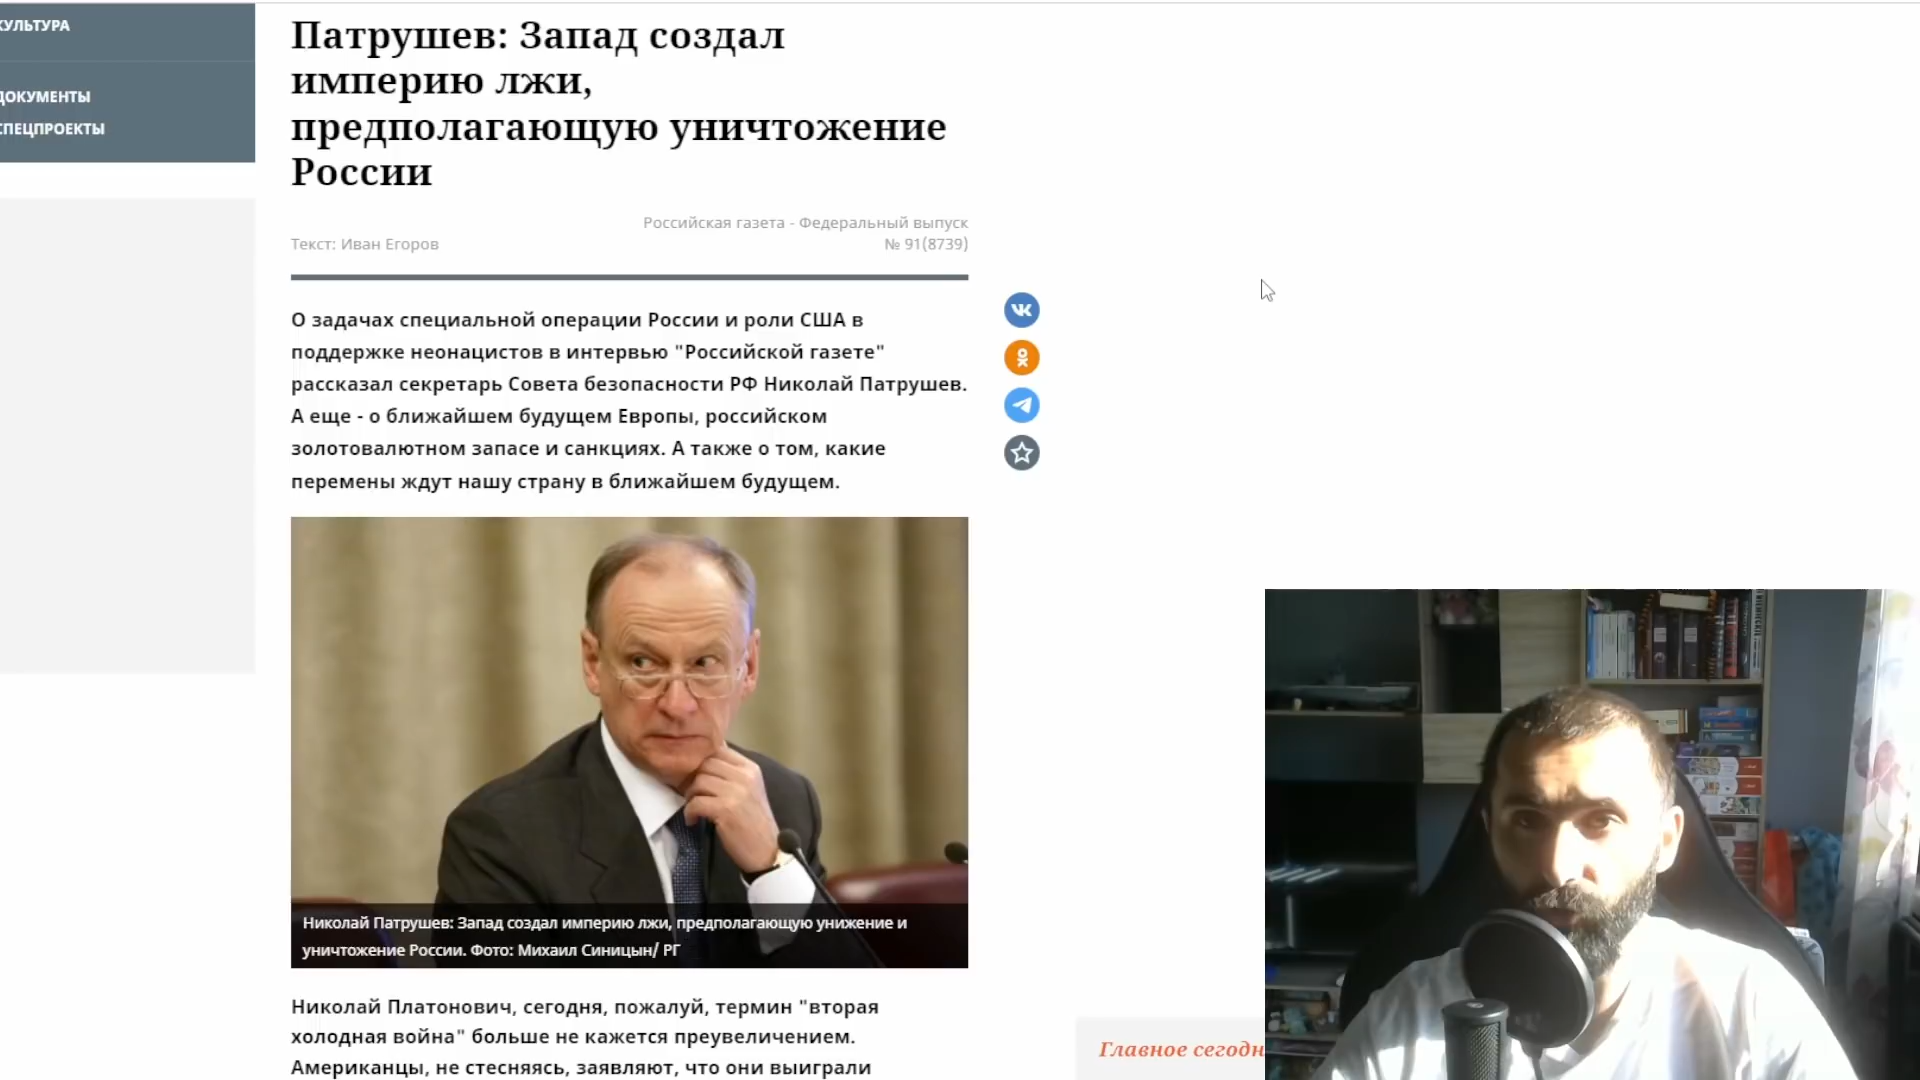 КУЛЬТУРА
ДОКУМЕНТЫ
СПЕЦПРОЕКТЫ
Патрушев: Запад создал
империю лжи,
предполагающую уничтожение
России
Российская газета - Федеральный выпуск
Текст: Иван Егоров
№ 91(8739)
О задачах специальной операции России и роли США в
поддержке неонацистов в интервью "Российской газете"
рассказал секретарь Совета безопасности РФ Николай Патрушев.
А еще - о ближайшем будущем Европы, российском
золотовалютном запасе и санкциях. А также о том, какие
перемены ждут нашу страну в ближайшем будущем.
Николай Патрушев: Запад создал империю лжи, предполагающую унижение и
уничтожение России. Фото: Михаил Синицын/ РГ
Николай Платонович, сегодня, пожалуй, термин "вторая
холодная война" больше не кажется преувеличением.
Американцы, не стесняясь, заявляют, что они выиграли
Главное сегодн